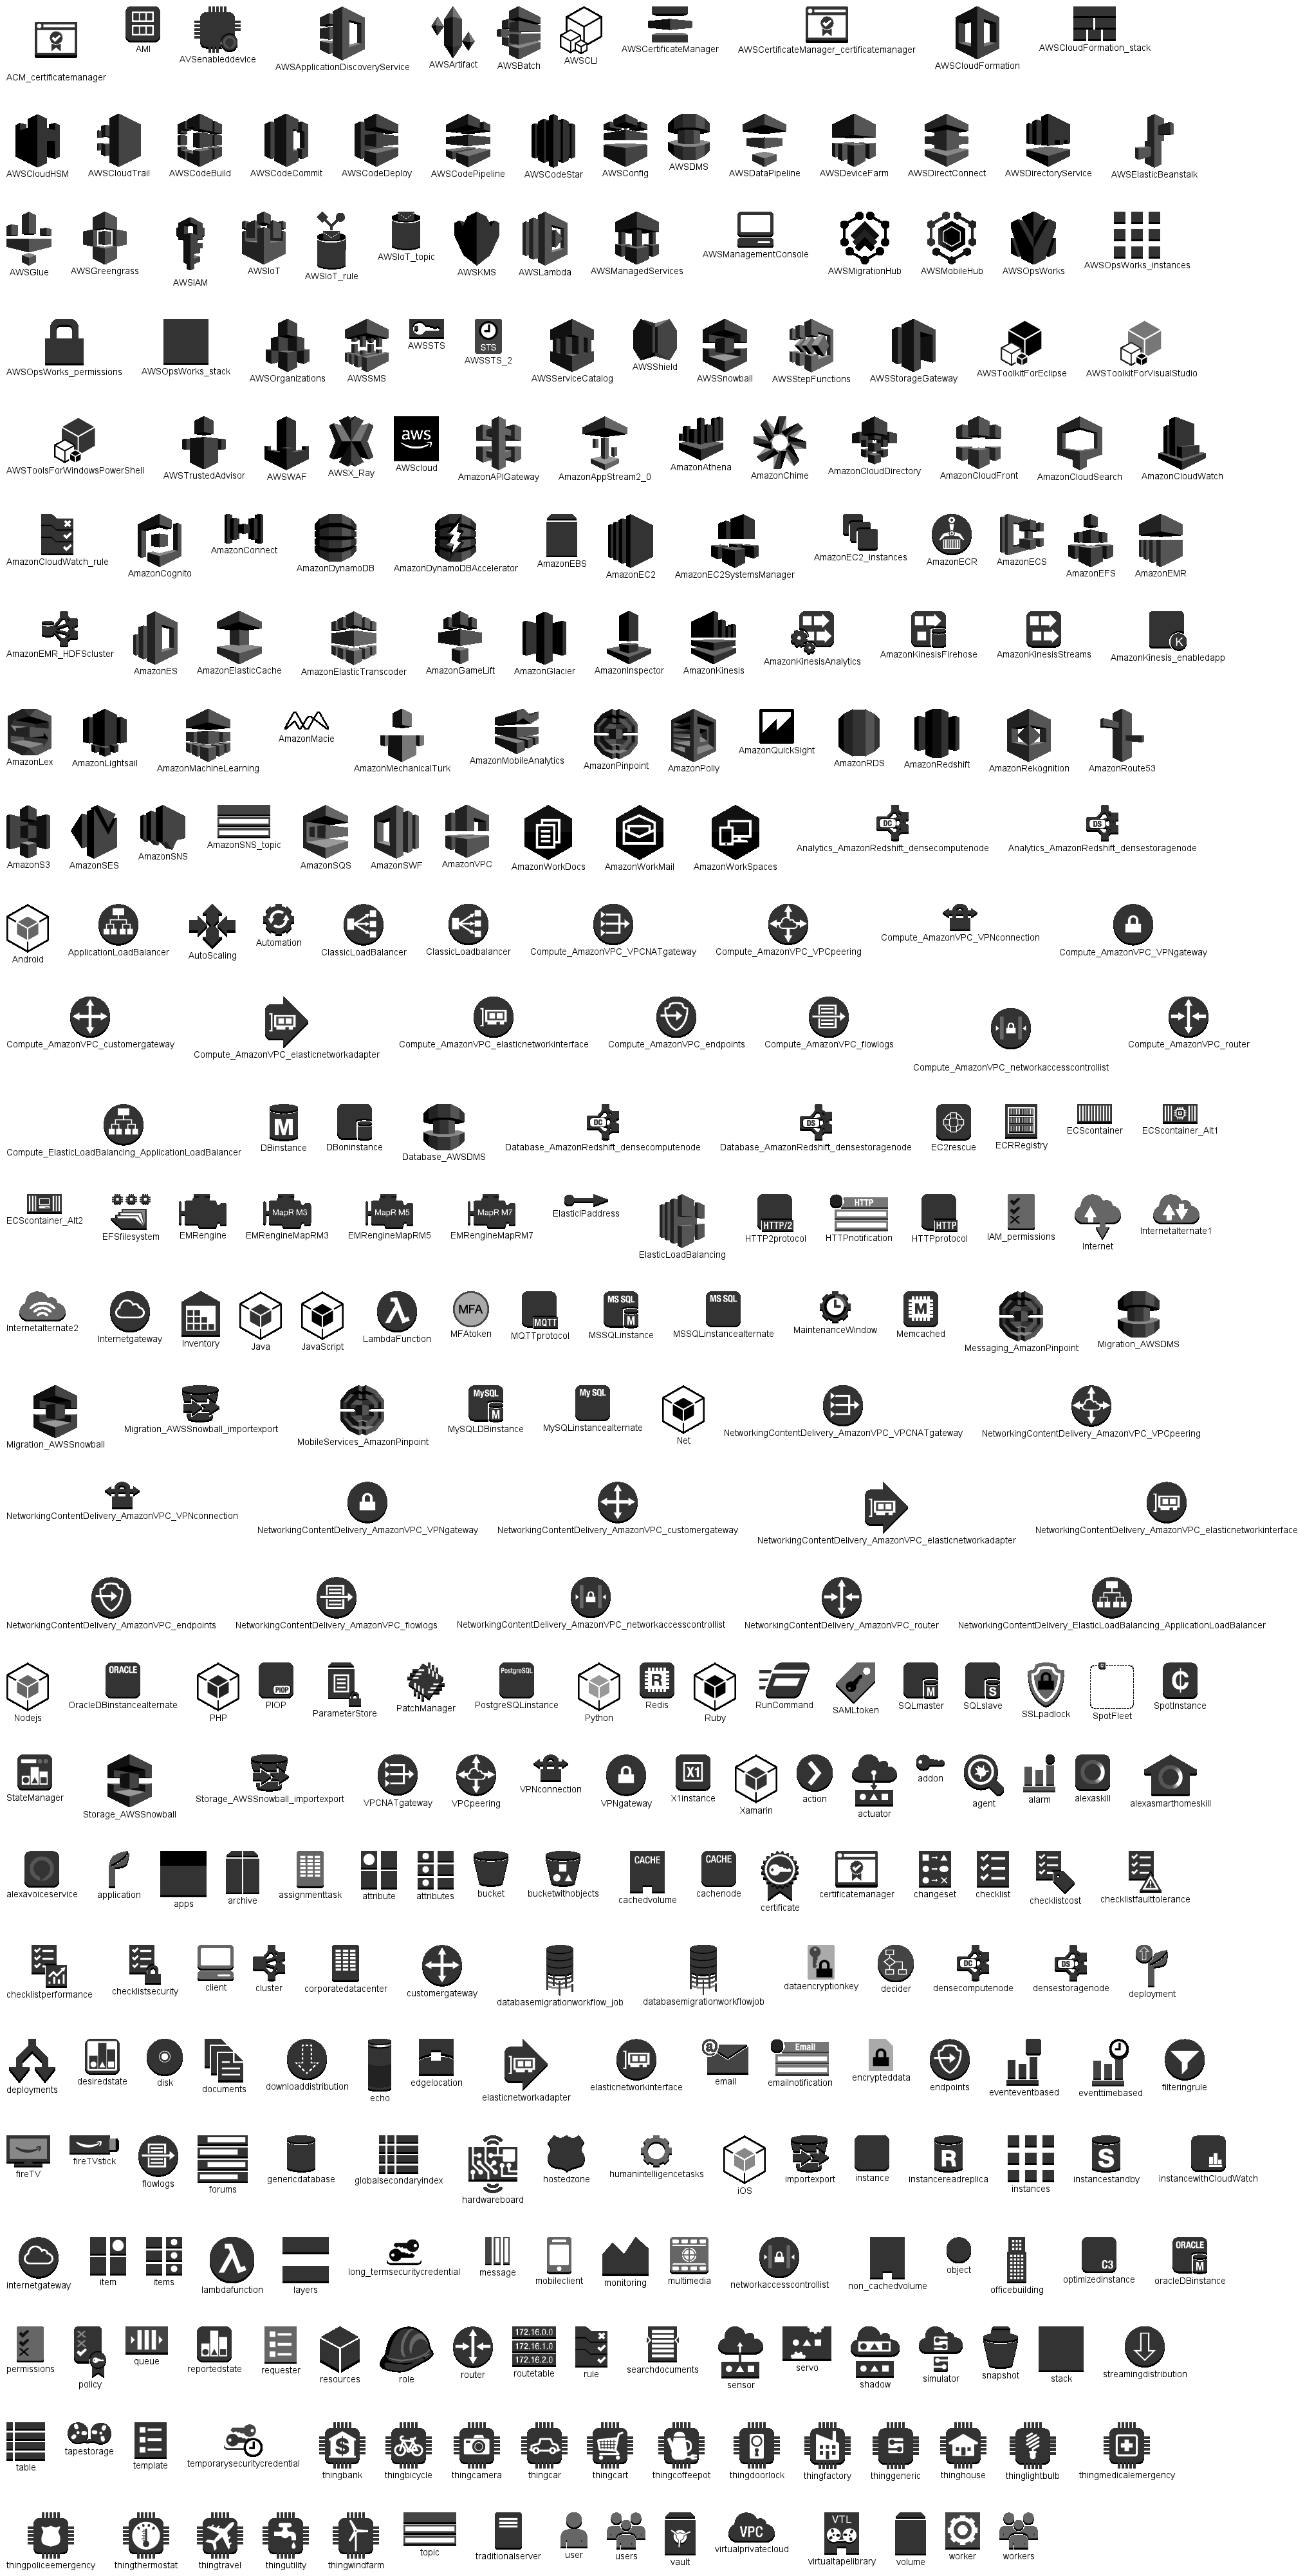 ACM_certificatemanager AMI AVSenableddevice AWSApplicationDiscoveryService AWSArtifact AWSBatch AWSCLI AWSCertificateManager AWSCertificateManager_certificatemanager AWSCloudFormation AWSCloudFormation_stack
AWSCloudHSM AWSCloudTrail AWSCodeBuild AWSCodeCommit AWSCodeDeploy AWSCodePipeline AWSCodeStar AWSConfig AWSDMS AWSDataPipeline AWSDeviceFarm AWSDirectConnect AWSDirectoryService AWSElasticBeanstalk
AWSGlue AWSGreengrass AWSIAM AWSIoT AWSIoT_rule AWSIoT_topic AWSKMS AWSLambda AWSManagedServices AWSManagementConsole AWSMigrationHub AWSMobileHub AWSOpsWorks AWSOpsWorks_instances
STS
AWSOpsWorks_permissions AWSOpsWorks_stack AWSOrganizations AWSSMS AWSSTS AWSSTS_2 AWSServiceCatalog AWSShield AWSSnowball AWSStepFunctions AWSStorageGateway AWSToolkitForEclipse AWSToolkitForVisualStudio
aws
AWSToolsForWindowsPowerShell AWSTrustedAdvisor AWSWAF AWSX_Ray AWScloud AmazonAPIGateway AmazonAppStream2_0 AmazonAthena AmazonChime AmazonCloudDirectory AmazonCloudFront AmazonCloudSearch AmazonCloudWatch
AmazonCloudWatch_rule AmazonCognito AmazonConnect AmazonDynamoDB AmazonDynamoDBAccelerator AmazonEBS AmazonEC2 AmazonEC2SystemsManager AmazonEC2_instances AmazonECR AmazonECS AmazonEFS AmazonEMR
K
AmazonEMR_HDFScluster AmazonES AmazonElasticCache AmazonElasticTranscoder AmazonGameLift AmazonGlacier AmazonInspector AmazonKinesis AmazonKinesisAnalytics AmazonKinesisFirehose AmazonKinesisStreams AmazonKinesis_enabledapp
AmazonLex AmazonLightsail AmazonMachineLearning AmazonMacie AmazonMechanicalTurk AmazonMobileAnalytics AmazonPinpoint AmazonPolly AmazonQuickSight AmazonRDS AmazonRedshift AmazonRekognition AmazonRoute53
DC DS
AmazonS3 AmazonSES AmazonSNS AmazonSNS_topic AmazonSQS AmazonSWF AmazonVPC AmazonWorkDocs AmazonWorkMail AmazonWorkSpaces Analytics_AmazonRedshift_densecomputenode Analytics_AmazonRedshift_densestoragenode
Android ApplicationLoadBalancer AutoScaling Automation ClassicLoadBalancer ClassicLoadbalancer Compute_AmazonVPC_VPCNATgateway Compute_AmazonVPC_VPCpeering Compute_AmazonVPC_VPNconnection Compute_AmazonVPC_VPNgateway
Compute_AmazonVPC_customergateway Compute_AmazonVPC_elasticnetworkadapter Compute_AmazonVPC_elasticnetworkinterface Compute_AmazonVPC_endpoints Compute_AmazonVPC_flowlogs Compute_AmazonVPC_networkaccesscontrollist Compute_AmazonVPC_router
M DC DS
Compute_ElasticLoadBalancing_ApplicationLoadBalancer DBinstance DBoninstance Database_AWSDMS Database_AmazonRedshift_densecomputenode Database_AmazonRedshift_densestoragenode EC2rescue ECRRegistry ECScontainer ECScontainer_Alt1
MapR M3 MapR M5 MapR M7 HTTP/2 HTTP HTTP
ECScontainer_Alt2 EFSfilesystem EMRengine EMRengineMapRM3 EMRengineMapRM5 EMRengineMapRM7 ElasticIPaddress ElasticLoadBalancing HTTP2protocol HTTPnotification HTTPprotocol IAM_permissions Internet Internetalternate1
MFA MQTT MS SQL M MS SQL M
Internetalternate2 Internetgateway Inventory Java JavaScript LambdaFunction MFAtoken MQTTprotocol MSSQLinstance MSSQLinstancealternate MaintenanceWindow Memcached Messaging_AmazonPinpoint Migration_AWSDMS
MySQL M My SQL
Migration_AWSSnowball Migration_AWSSnowball_importexport MobileServices_AmazonPinpoint MySQLDBinstance MySQLinstancealternate Net NetworkingContentDelivery_AmazonVPC_VPCNATgateway NetworkingContentDelivery_AmazonVPC_VPCpeering
NetworkingContentDelivery_AmazonVPC_VPNconnection NetworkingContentDelivery_AmazonVPC_VPNgateway NetworkingContentDelivery_AmazonVPC_customergateway NetworkingContentDelivery_AmazonVPC_elasticnetworkadapter NetworkingContentDelivery_AmazonVPC_elasticnetworkinterface
NetworkingContentDelivery_AmazonVPC_endpoints NetworkingContentDelivery_AmazonVPC_flowlogs NetworkingContentDelivery_AmazonVPC_networkaccesscontrollist NetworkingContentDelivery_AmazonVPC_router NetworkingContentDelivery_ElasticLoadBalancing_ApplicationLoadBalancer
ORACLE PIOP PostgreSQL R M S ¢
Nodejs OracleDBinstancealternate PHP PIOP ParameterStore PatchManager PostgreSQLinstance Python Redis Ruby RunCommand SAMLtoken SQLmaster SQLslave SSLpadlock SpotFleet SpotInstance
X1
StateManager Storage_AWSSnowball Storage_AWSSnowball_importexport VPCNATgateway VPCpeering VPNconnection VPNgateway X1instance Xamarin action actuator addon agent alarm alexaskill alexasmarthomeskill
CACHE CACHE
alexavoiceservice application apps archive assignmenttask attribute attributes bucket bucketwithobjects cachedvolume cachenode certificate certificatemanager changeset checklist checklistcost checklistfaulttolerance
DC DS
checklistperformance checklistsecurity client cluster corporatedatacenter customergateway databasemigrationworkflow_job databasemigrationworkflowjob dataencryptionkey decider densecomputenode densestoragenode deployment
@ Email
deployments desiredstate disk documents downloaddistribution echo edgelocation elasticnetworkadapter elasticnetworkinterface email emailnotification encrypteddata endpoints eventeventbased eventtimebased filteringrule
R S
fireTV fireTVstick flowlogs forums genericdatabase globalsecondaryindex hardwareboard hostedzone humanintelligencetasks iOS importexport instance instancereadreplica instances instancestandby instancewithCloudWatch
C3 ORACLE M
internetgateway item items lambdafunction layers long_termsecuritycredential message mobileclient monitoring multimedia networkaccesscontrollist non_cachedvolume object officebuilding optimizedinstance oracleDBinstance
172.16.0.0
172.16.1.0
172.16.2.0
permissions policy queue reportedstate requester resources role router routetable rule searchdocuments sensor servo shadow simulator snapshot stack streamingdistribution
$
table tapestorage template temporarysecuritycredential thingbank thingbicycle thingcamera thingcar thingcart thingcoffeepot thingdoorlock thingfactory thinggeneric thinghouse thinglightbulb thingmedicalemergency
VPC VTL
thingpoliceemergency thingthermostat thingtravel thingutility thingwindfarm topic traditionalserver user users vault virtualprivatecloud virtualtapelibrary volume worker workers